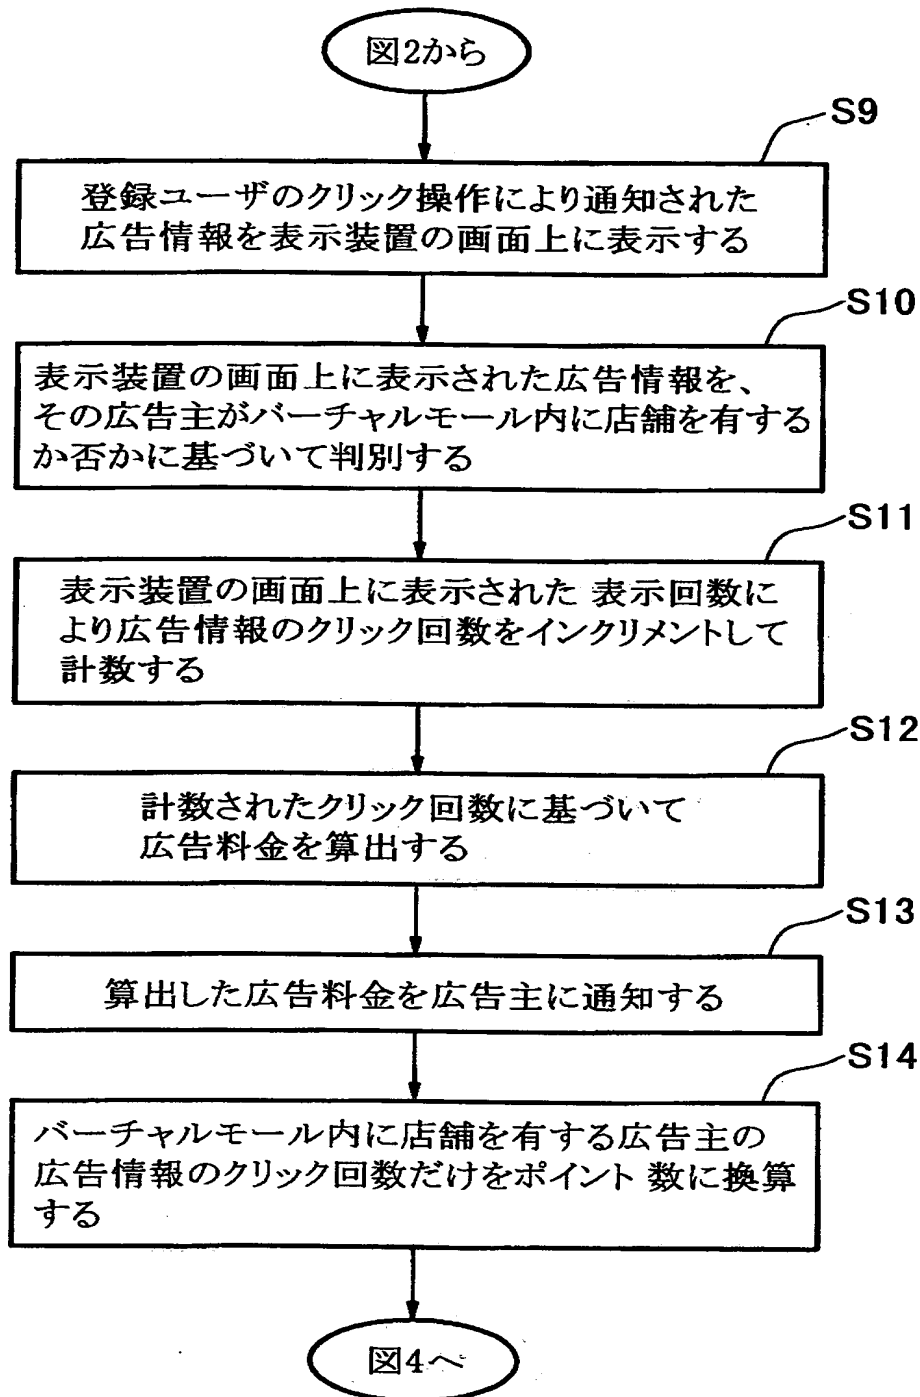 図2から
S9
登録ユーザのクリック操作により通知された
広告情報を表示装置の画面上に表示する
S10
表示装置の画面上に表示された広告情報を、
その広告主がバーチャルモール内に店舗を有する
か否かに基づいて判別する
S11
表示装置の画面上に表示された 表示回数に
より広告情報のクリック回数をインクリメントして
計数する
S12
計数されたクリック回数に基づいて
広告料金を算出する
S13
算出した広告料金を広告主に通知する
S14
バーチャルモール内に店舗を有する広告主の
広告情報のクリック回数だけをポイント 数に換算
する
図4へ